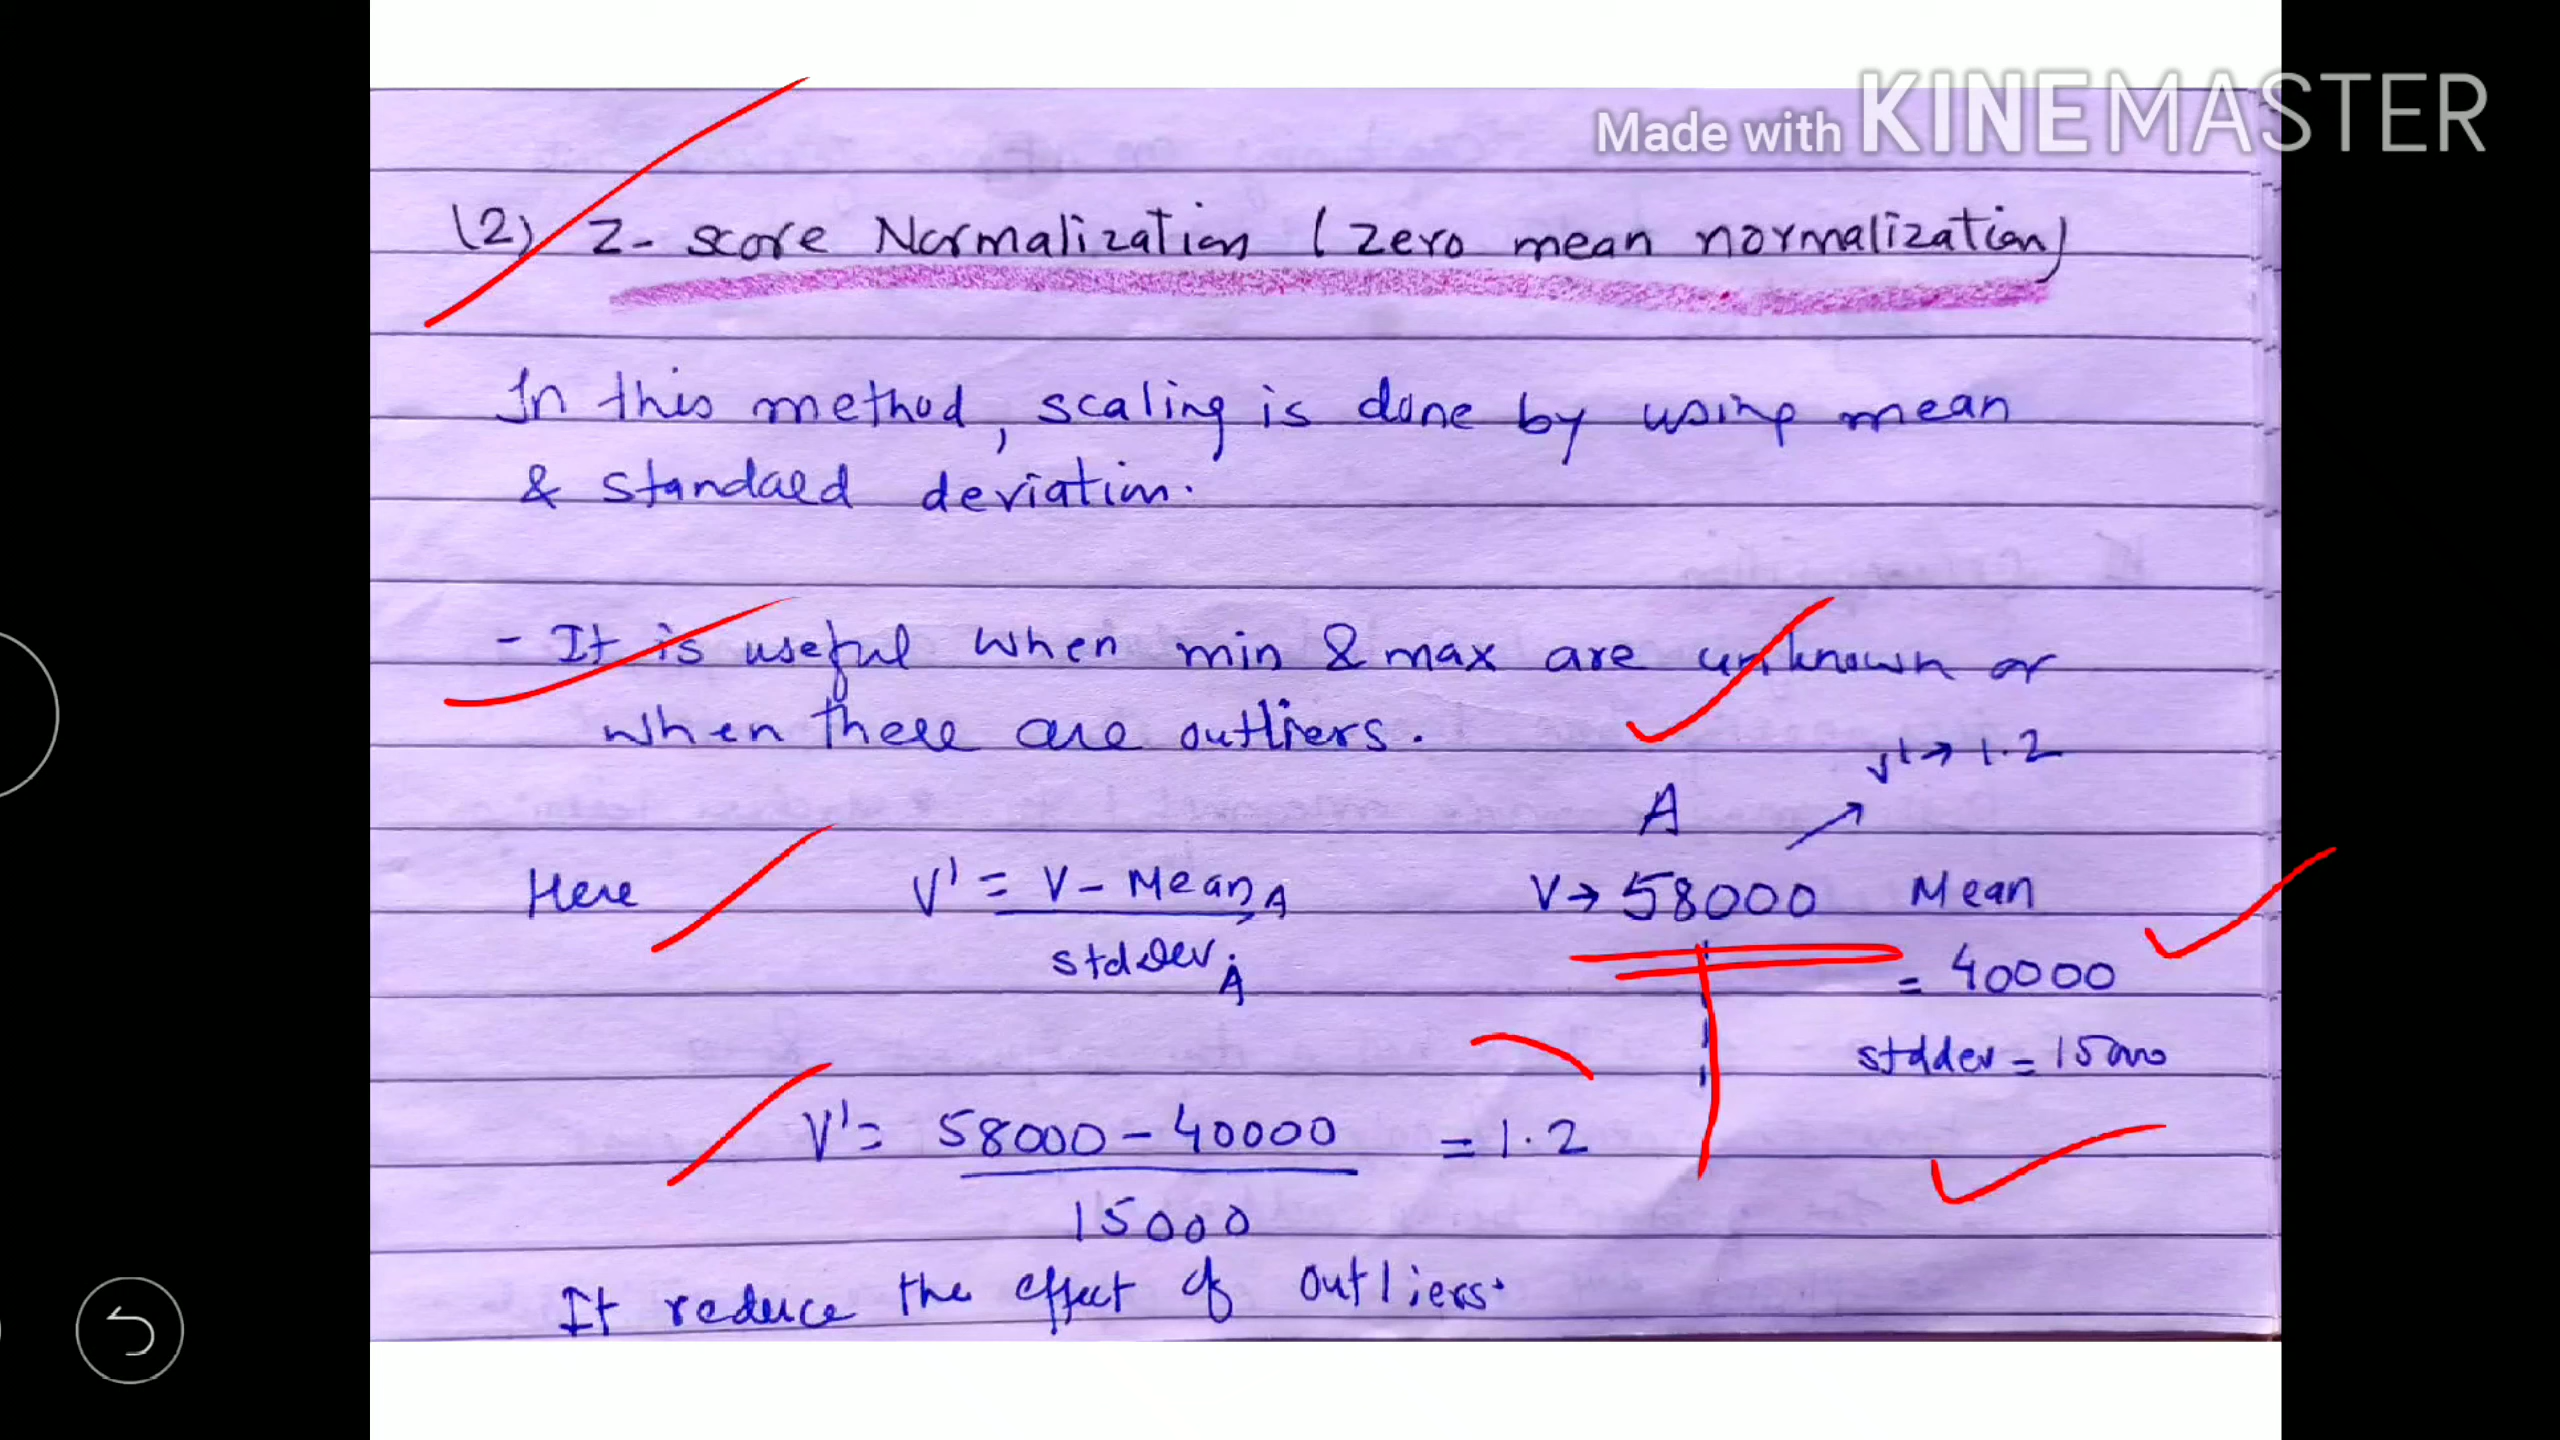 Made with KINEMASTER
(2) Z- score Normalization (zero mean normalization)
In this method, scaling is done by using mean
& standard deviation.
- It is useful when min & max are unknown or
when there are outliers.
V' → 1.2
A
Here V' = V - Mean A V → 58000 Mean
stddev A = 40000
stddev = 15000
V' = 58000 - 40000 = 1.2
15000
It reduce the effect of outliers.